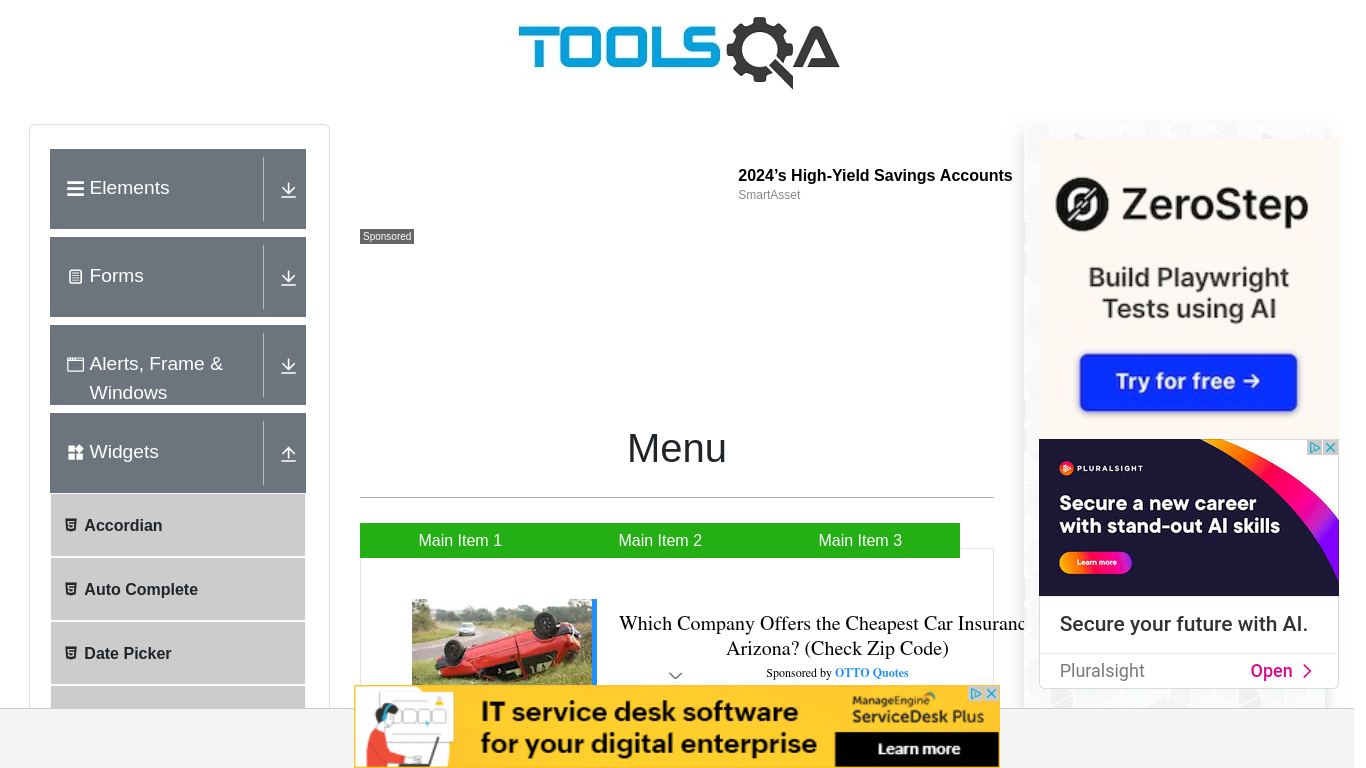 TOOLSQA
Elements
Forms
Alerts, Frame &
Windows
Widgets
Accordian
Auto Complete
Date Picker
2024’s High-Yield Savings Accounts
SmartAsset
Sponsored
Menu
Main Item 1
Main Item 2
Main Item 3
Which Company Offers the Cheapest Car Insuranc
Arizona? (Check Zip Code)
Sponsored by OTTO Quotes
ZeroStep
Build Playwright
Tests using AI
Try for free →
PLURALSIGHT
Secure a new career
with stand-out AI skills
Learn more
Secure your future with AI.
Pluralsight
Open
IT service desk software
for your digital enterprise
ManageEngine
ServiceDesk Plus
Learn more